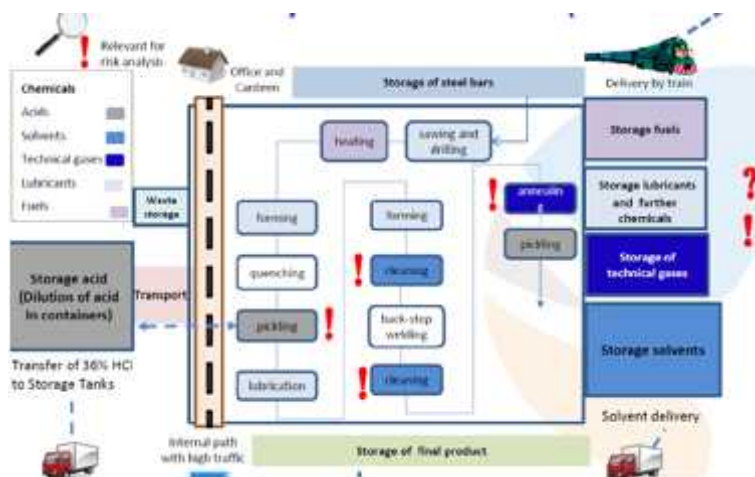 Relevant for
risk analysis
Chemicals
Acids
Solvents
Technical gases
Lubricants
Fuels
Office and
Canteen
Storage of steel bars
Delivery by train
heating
sawing and
drilling
Storage fuels
Waste
storage
forming
forming
annealin
g
Storage lubricants
and further
chemicals
?
!
quenching
cleaning
pickling
Storage of
technical gases
Storage acid
(Dilution of acid
in containers)
Transport
pickling
back-step
welding
Storage solvents
Transfer of 36% HCl
to Storage Tanks
lubrication
cleaning
Solvent delivery
Internal path
with high traffic
Storage of final product